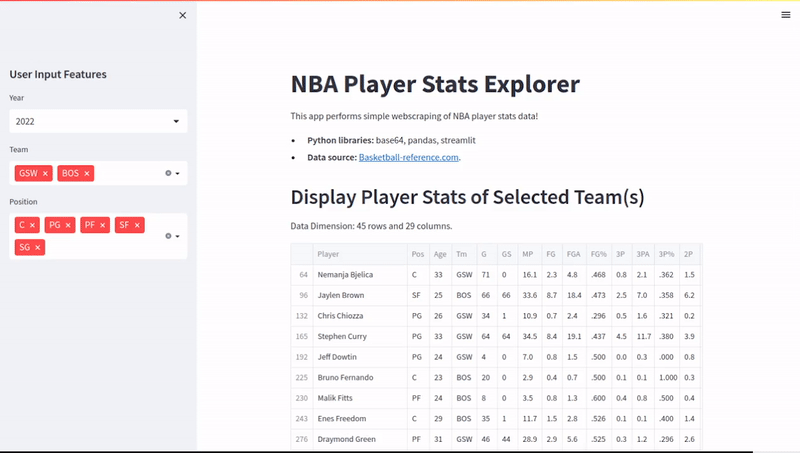 User Input Features
Year
2022
Team
GSW × BOS ×
Position
C × PG × PF × SF ×
SG ×
NBA Player Stats Explorer
This app performs simple webscraping of NBA player stats data!
• Python libraries: base64, pandas, streamlit
• Data source: Basketball-reference.com.
Display Player Stats of Selected Team(s)
Data Dimension: 45 rows and 29 columns.
Player Pos Age Tm G GS MP FG FGA FG% 3P 3PA 3P% 2P
64 Nemanja Bjelica C 33 GSW 71 0 16.1 2.3 4.8 .468 0.8 2.1 .362 1.5
96 Jaylen Brown SF 25 BOS 66 66 33.6 8.7 18.4 .473 2.5 7.0 .358 6.2
132 Chris Chiozza PG 26 GSW 34 1 10.9 0.7 2.4 .296 0.5 1.6 .321 0.2
165 Stephen Curry PG 33 GSW 64 64 34.5 8.4 19.1 .437 4.5 11.7 .380 3.9
192 Jeff Dowtin PG 24 GSW 4 0 7.0 0.8 1.5 .500 0.0 0.3 .000 0.8
225 Bruno Fernando C 23 BOS 20 0 2.9 0.4 0.7 .500 0.1 0.1 1.000 0.3
230 Malik Fitts PF 24 BOS 8 0 3.5 0.8 1.3 .600 0.4 0.8 .500 0.4
243 Enes Freedom C 29 BOS 35 1 11.7 1.5 2.8 .526 0.1 0.1 .400 1.4
276 Draymond Green PF 31 GSW 46 44 28.9 2.9 5.6 .525 0.3 1.2 .296 2.6